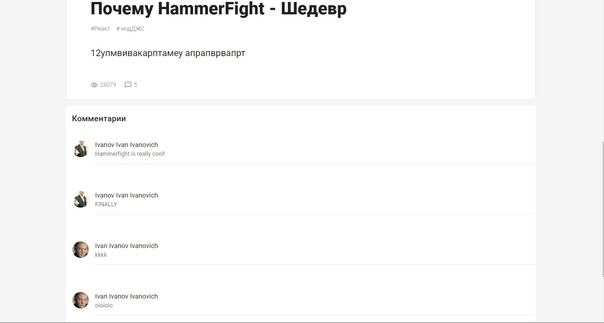 Почему HammerFight - Шедевр
#Реакт # нодДЖС
12упмвивакарптамеу апрапврвапрт
28079 5
Комментарии
Ivanov Ivan Ivanovich
Hammerfight is really cool!
Ivanov Ivan Ivanovich
FINALLY
Ivan Ivanov Ivanovich
kkkk
Ivan Ivanov Ivanovich
oioioio